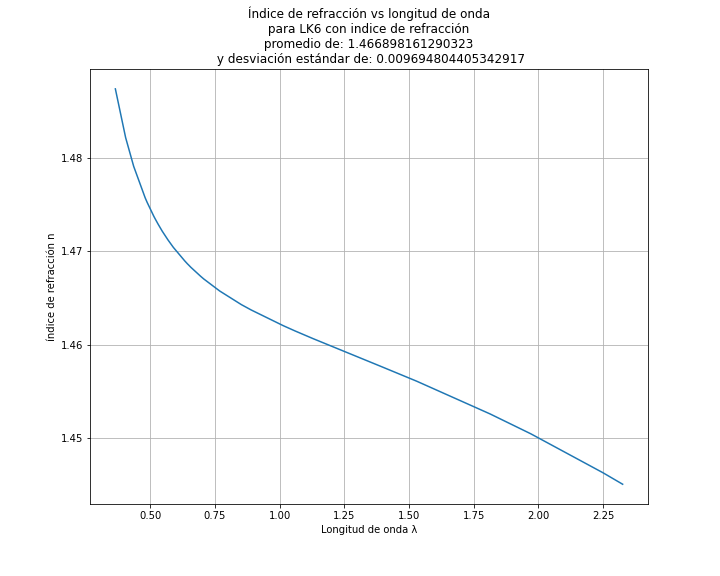 Índice de refracción vs longitud de onda
para LK6 con indice de refracción
promedio de: 1.466898161290323
y desviación estándar de: 0.009694804405342917
1.48
1.47
1.46
1.45
Índice de refracción n
0.50 0.75 1.00 1.25 1.50 1.75 2.00 2.25
Longitud de onda λ